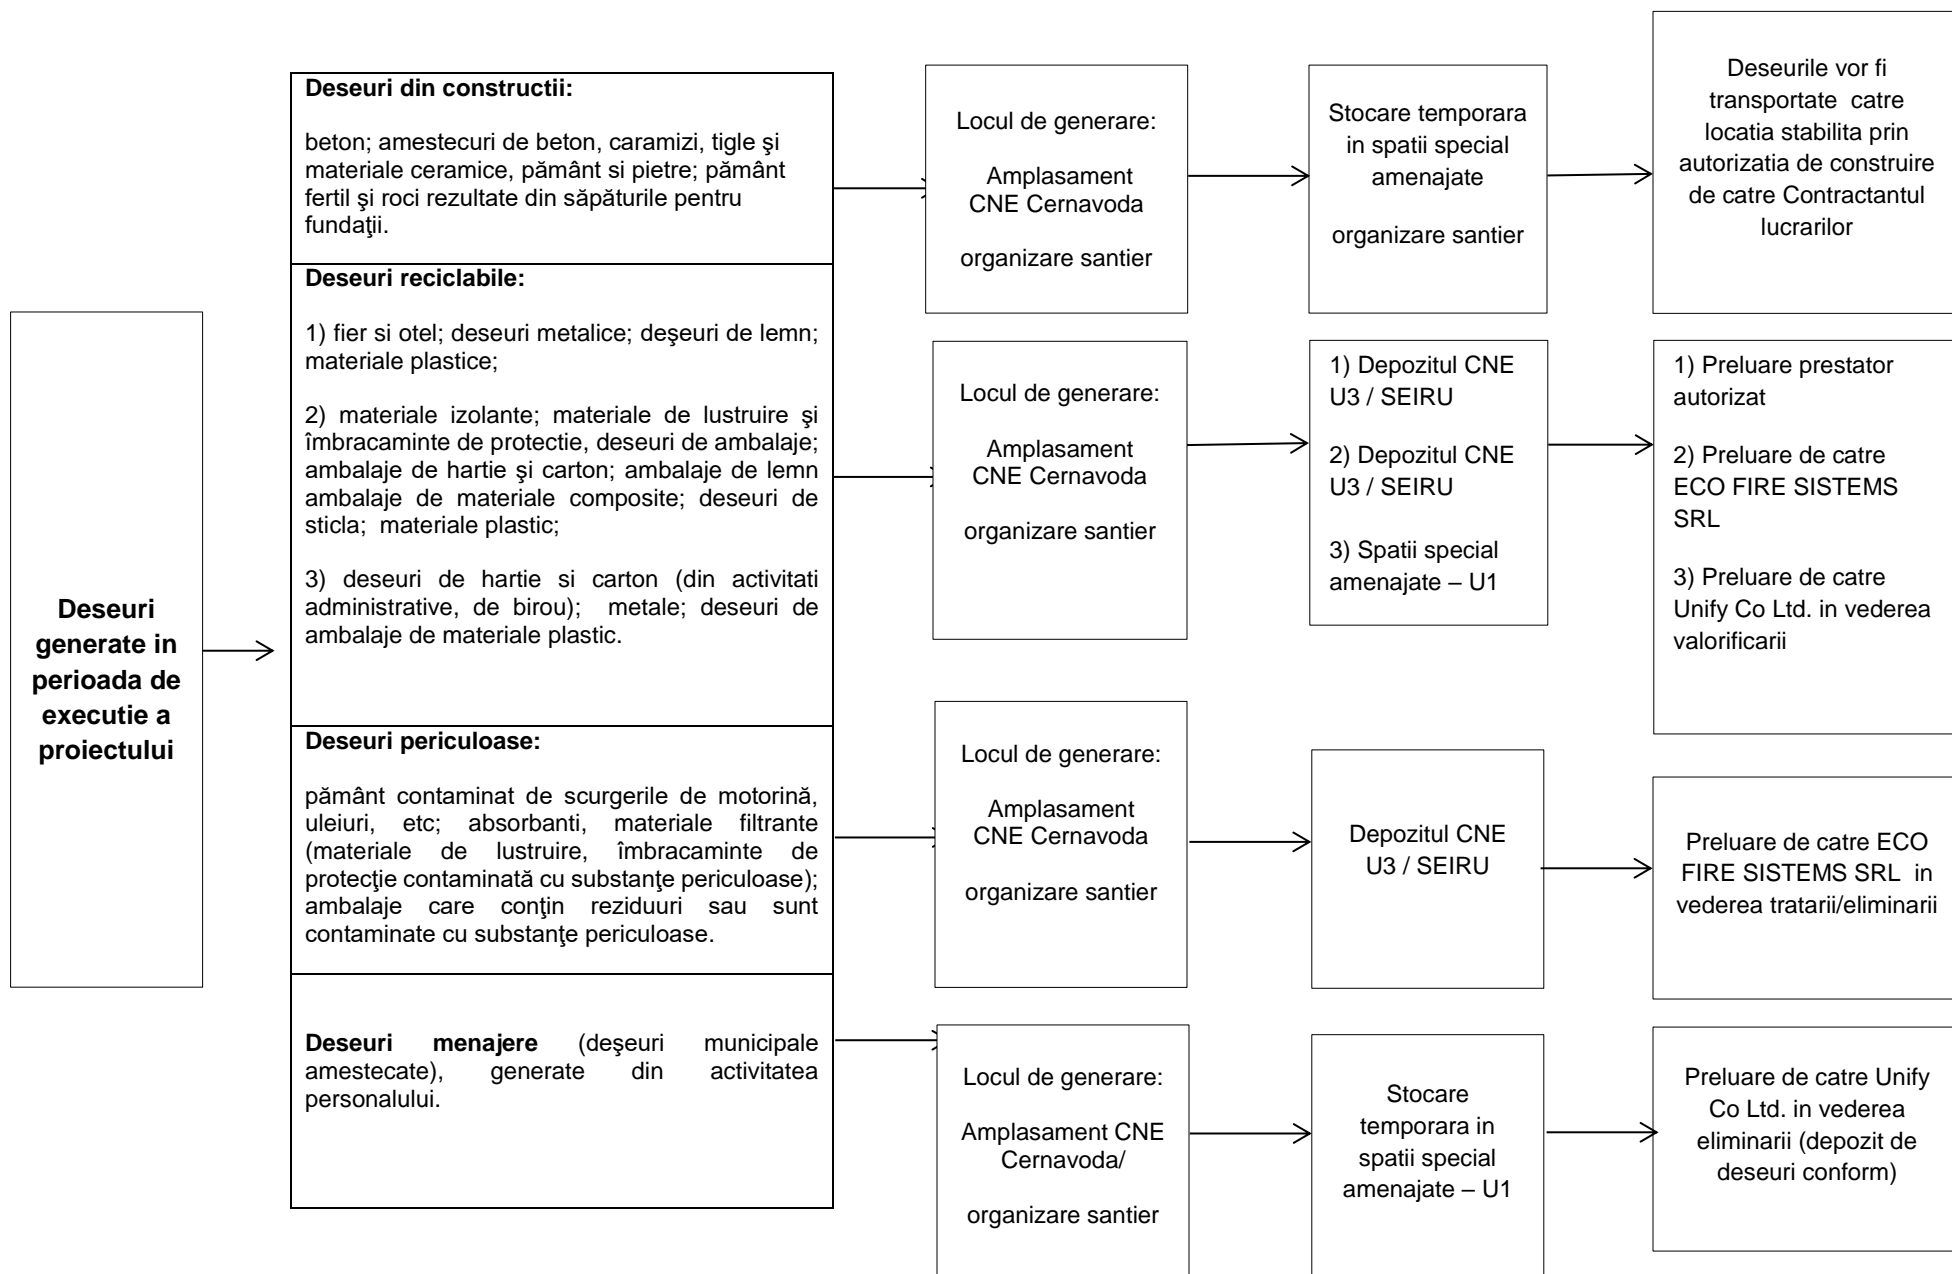 Deseuri
generate in
perioada de
executie a
proiectului
Deseuri din constructii:
beton; amestecuri de beton, caramizi, tigle şi
materiale ceramice, pământ si pietre; pământ
fertil şi roci rezultate din săpăturile pentru
fundaţii.
Locul de generare:
Amplasament
CNE Cernavoda
organizare santier
Stocare temporara
in spatii special
amenajate
organizare santier
Deseurile vor fi
transportate catre
locatia stabilita prin
autorizatia de construire
de catre Contractantul
lucrarilor
Deseuri reciclabile:
1) fier si otel; deseuri metalice; deşeuri de lemn;
materiale plastice;
2) materiale izolante; materiale de lustruire şi
îmbracaminte de protectie, deseuri de ambalaje;
ambalaje de hartie şi carton; ambalaje de lemn
ambalaje de materiale composite; deseuri de
sticla; materiale plastic;
3) deseuri de hartie si carton (din activitati
administrative, de birou); metale; deseuri de
ambalaje de materiale plastic.
Locul de generare:
Amplasament
CNE Cernavoda
organizare santier
1) Depozitul CNE
U3 / SEIRU
2) Depozitul CNE
U3 / SEIRU
3) Spatii special
amenajate – U1
1) Preluare prestator
autorizat
2) Preluare de catre
ECO FIRE SISTEMS
SRL
3) Preluare de catre
Unify Co Ltd. in vederea
valorificarii
Deseuri periculoase:
pământ contaminat de scurgerile de motorină,
uleiuri, etc; absorbanti, materiale filtrante
(materiale de lustruire, îmbracaminte de
protecţie contaminată cu substanţe periculoase);
ambalaje care conţin reziduuri sau sunt
contaminate cu substanţe periculoase.
Locul de generare:
Amplasament
CNE Cernavoda
organizare santier
Depozitul CNE
U3 / SEIRU
Preluare de catre ECO
FIRE SISTEMS SRL in
vederea tratarii/eliminarii
Deseuri menajere (deşeuri municipale
amestecate), generate din activitatea
personalului.
Locul de generare:
Amplasament CNE
Cernavoda/
organizare santier
Stocare
temporara in
spatii special
amenajate – U1
Preluare de catre Unify
Co Ltd. in vederea
eliminarii (depozit de
deseuri conform)